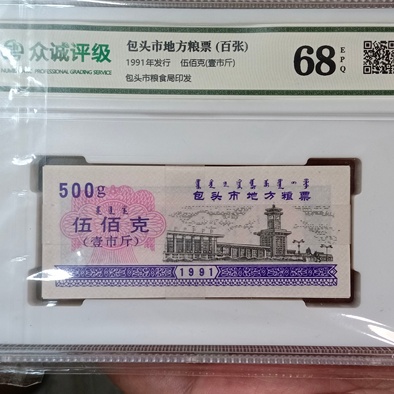 众诚评级
PROFESSIONAL GRADING SERVICE
包头市地方粮票(百张)
1991年发行 伍佰克(壹市斤)
包头市粮食局印发
68 EPQ
500g
包头市地方粮票
伍佰克
(壹市斤)
1991